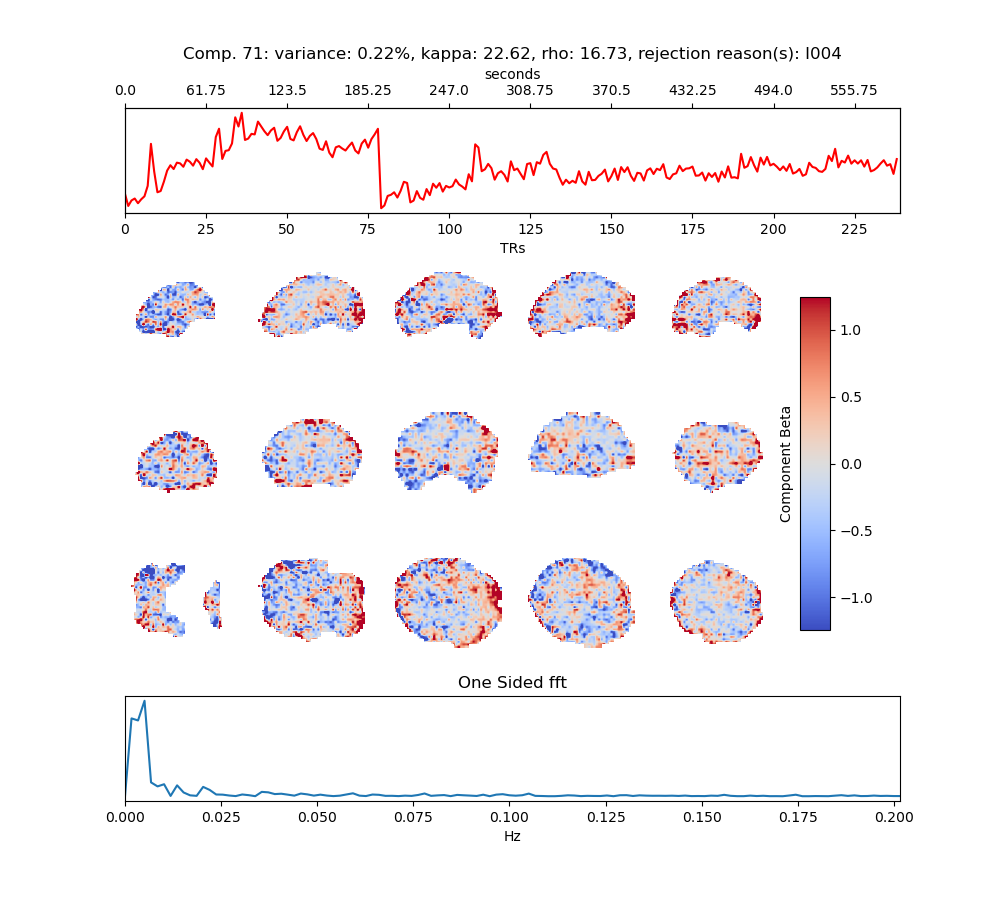 Comp. 71: variance: 0.22%, kappa: 22.62, rho: 16.73, rejection reason(s): I004
seconds
0.0 61.75 123.5 185.25 247.0 308.75 370.5 432.25 494.0 555.75
0 25 50 75 100 125 150 175 200 225
TRs
1.0
0.5
0.0
−0.5
−1.0
Component Beta
One Sided fft
0.000 0.025 0.050 0.075 0.100 0.125 0.150 0.175 0.200
Hz